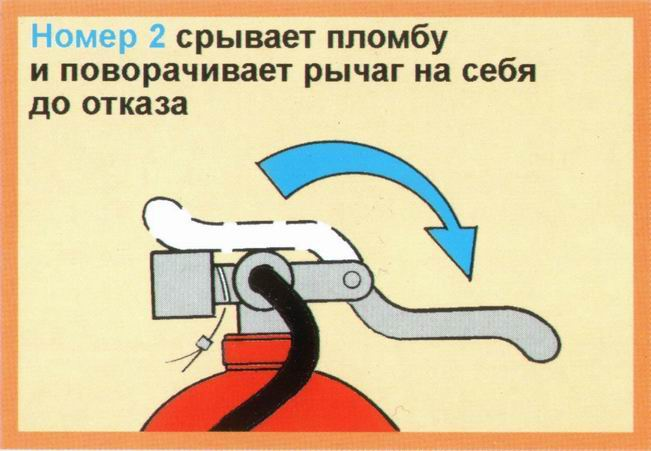 Номер 2 срывает пломбу
и поворачивает рычаг на себя
до отказа